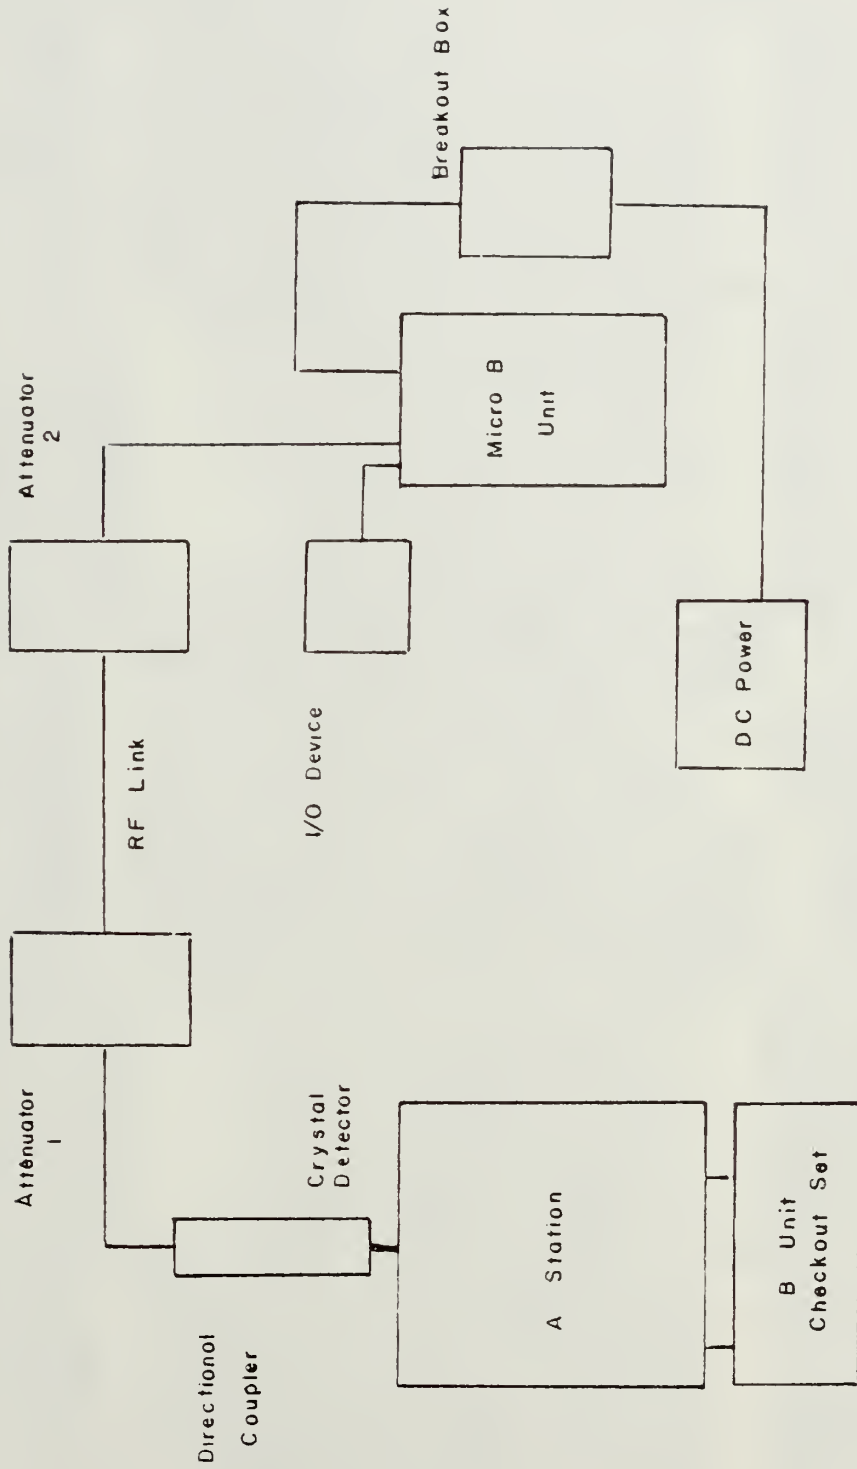 Attenuator
1
Attenuator
2
RF Link
Directional
Coupler
Crystal
Detector
I/O Device
Breakout Box
Micro B
Unit
A Station
DC Power
B Unit
Checkout Set